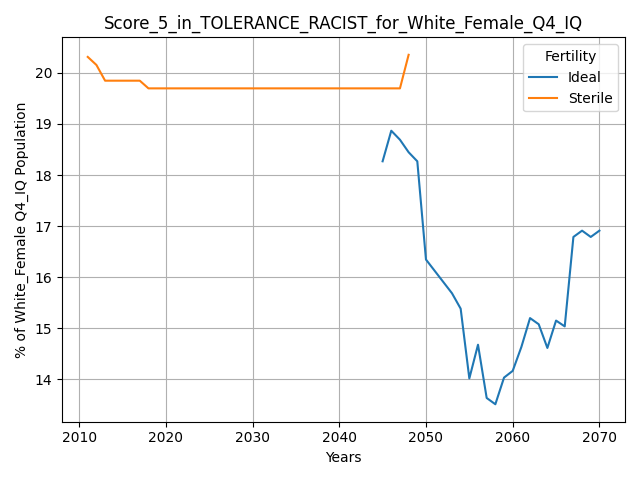 Score_5_in_TOLERANCE_RACIST_for_White_Female_Q4_IQ
% of White_Female Q4_IQ Population
20
19
18
17
16
15
14
Fertility
Ideal
Sterile
2010 2020 2030 2040 2050 2060 2070
Years